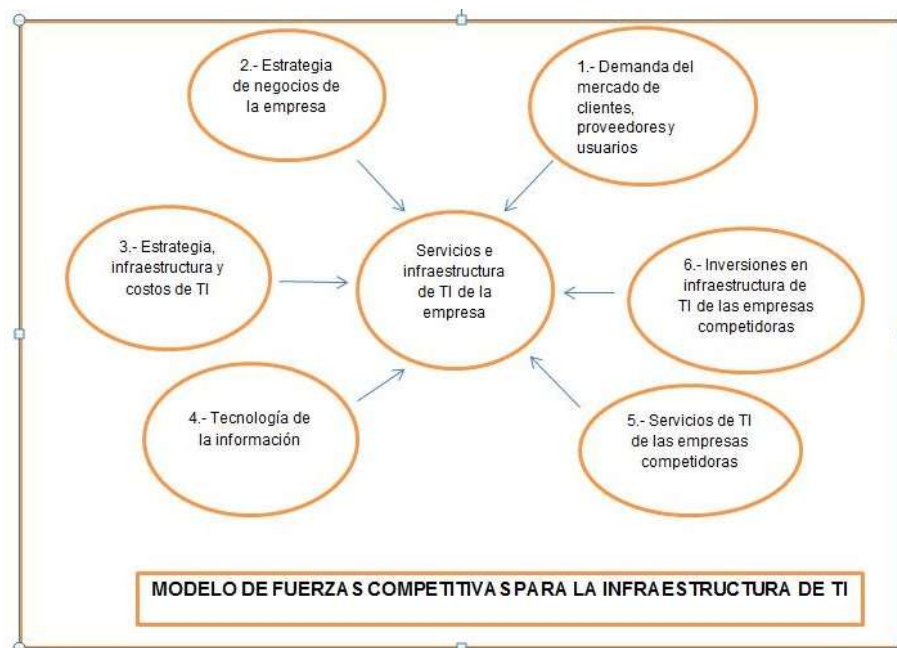 2.- Estrategia
de negocios de
la empresa
1.- Demanda del
mercado de
clientes,
proveedores y
usuarios
3.- Estrategia,
infraestructura y
costos de TI
Servicios e
infraestructura
de TI de la
empresa
6.- Inversiones en
infraestructura de
TI de las empresas
competidoras
4.- Tecnología de
la información
5.- Servicios de TI
de las empresas
competidoras
MODELO DE FUERZAS COMPETITIVAS PARA LA INFRAESTRUCTURA DE TI